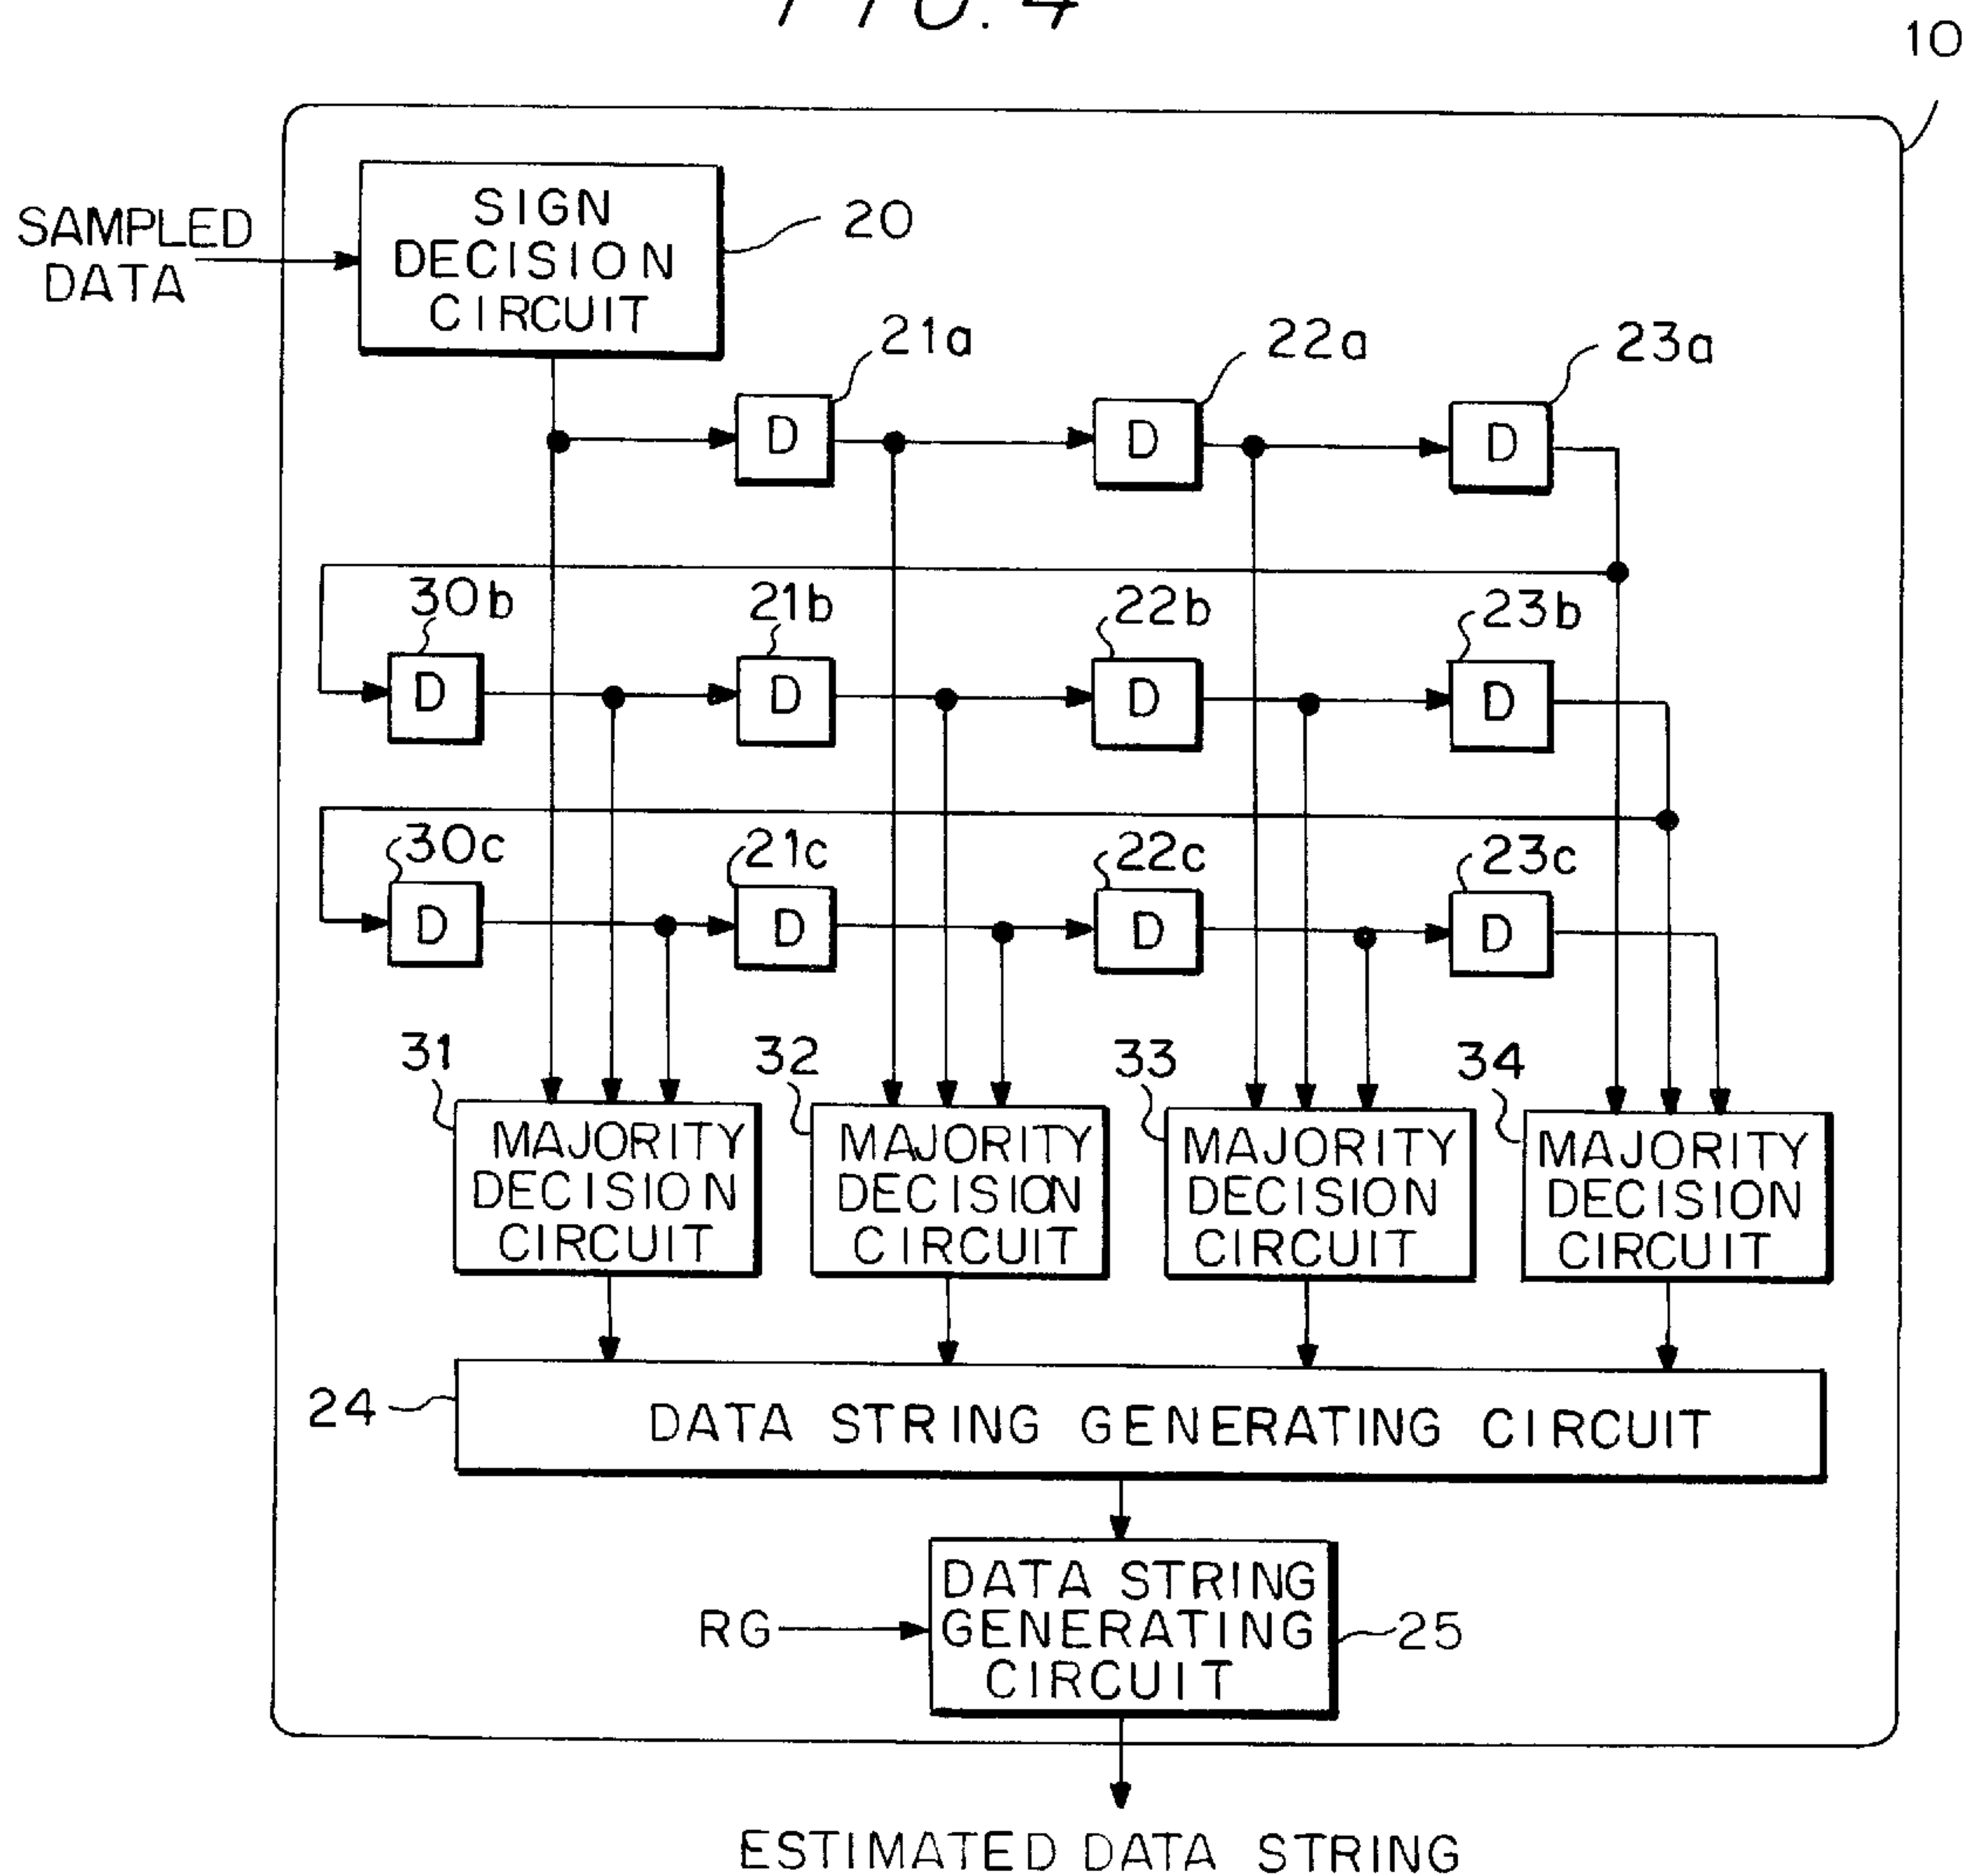 FIG. 4
10
SAMPLED
DATA
SIGN
DECISION
CIRCUIT
20
21a
22a
23a
D
D
D
30b
21b
22b
23b
D
D
D
D
30c
21c
22c
23c
D
D
D
D
31
32
33
34
MAJORITY
DECISION
CIRCUIT
MAJORITY
DECISION
CIRCUIT
MAJORITY
DECISION
CIRCUIT
MAJORITY
DECISION
CIRCUIT
24
DATA STRING GENERATING CIRCUIT
RG
DATA STRING
GENERATING
CIRCUIT
25
ESTIMATED DATA STRING